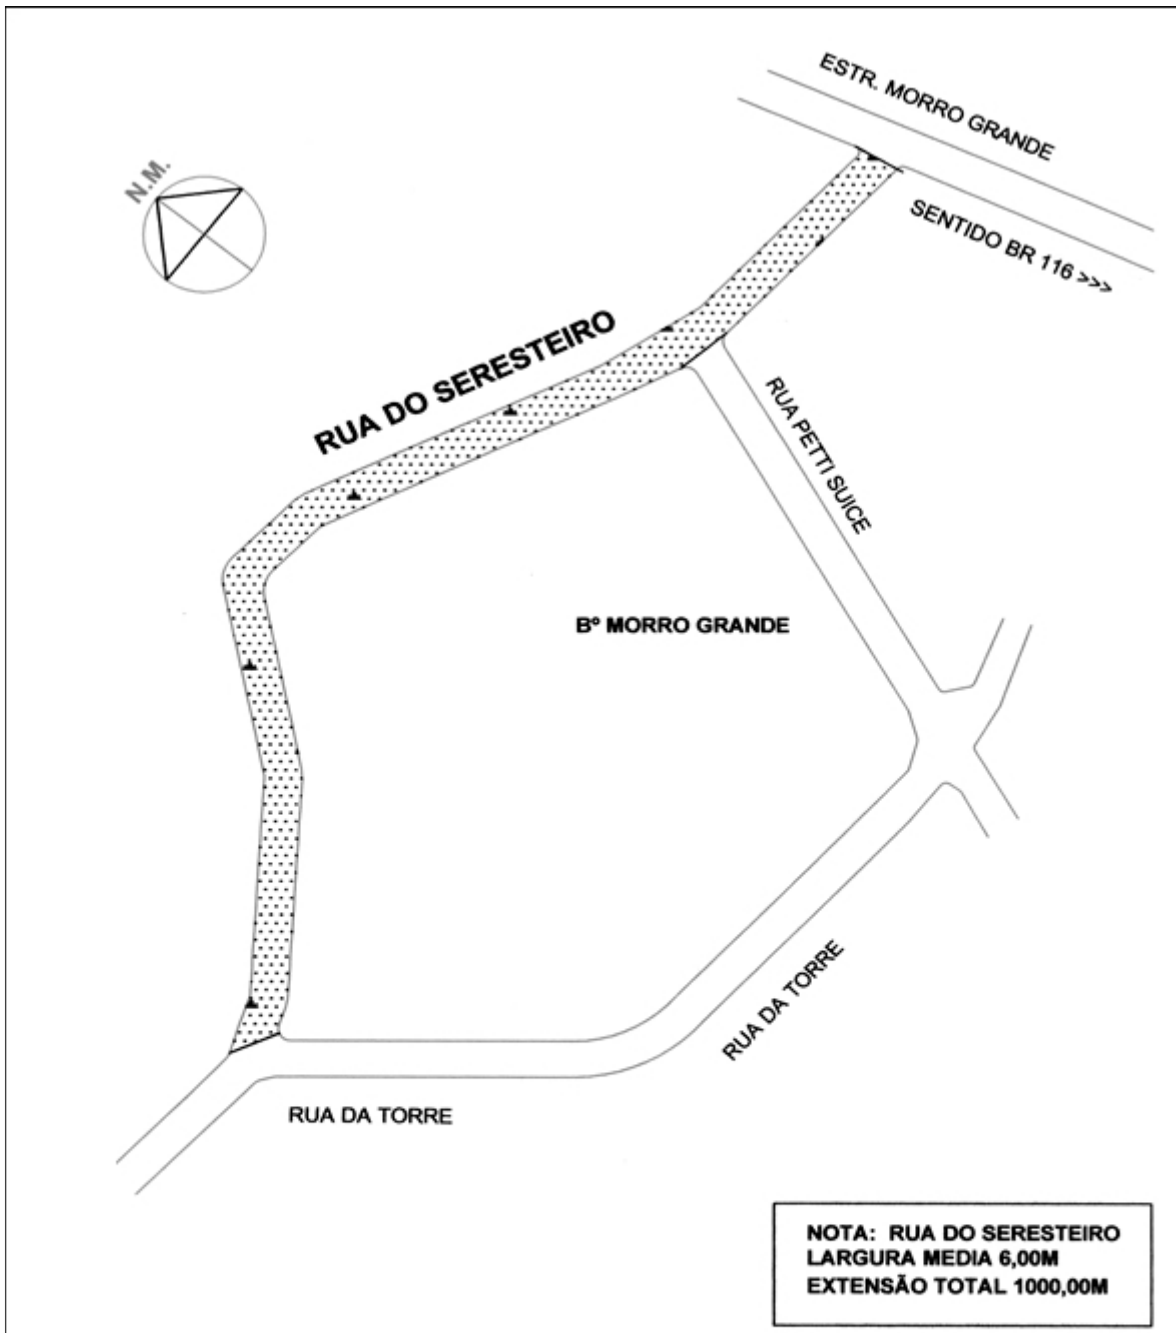 ESTR. MORRO GRANDE
N.M.
SENTIDO BR 116 >>>
RUA DO SERESTEIRO
RUA PETTI SUICE
Bº MORRO GRANDE
RUA DA TORRE
RUA DA TORRE
NOTA: RUA DO SERESTEIRO
LARGURA MEDIA 6,00M
EXTENSÃO TOTAL 1000,00M